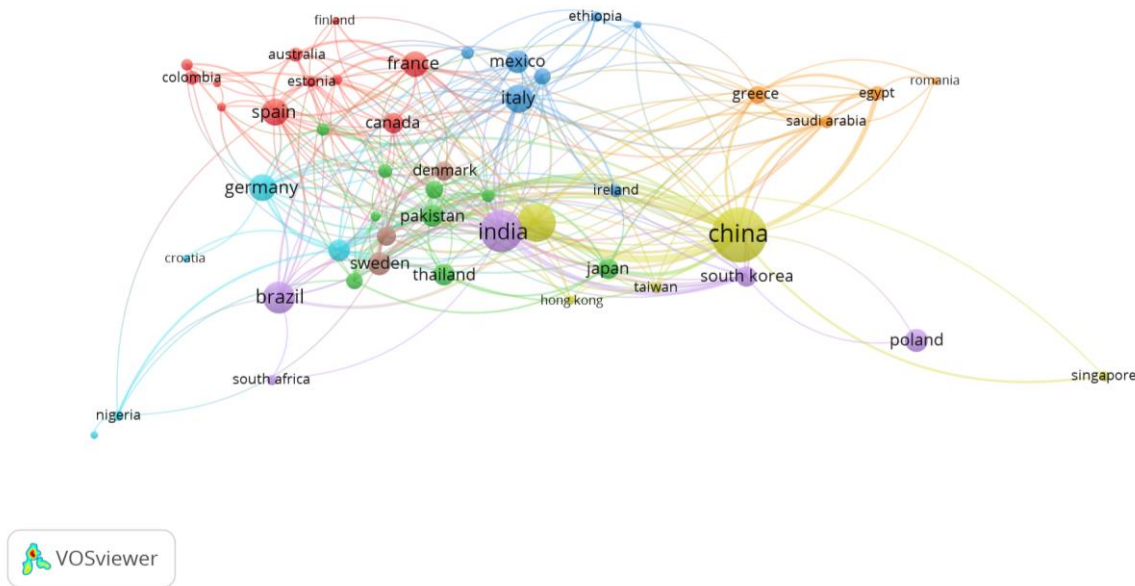 finland
ethiopia
australia
france
mexico
colombia
estonia
romania
greece
egypt
italy
spain
canada
saudi arabia
denmark
germany
ireland
pakistan
india
china
croatia
sweden
thailand
japan
south korea
taiwan
brazil
hong kong
poland
south africa
singapore
nigeria
VOSviewer